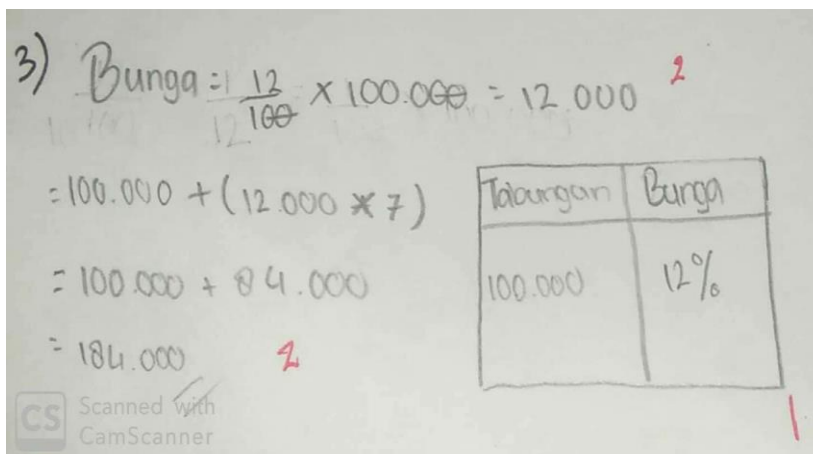 3) Bunga = 12/100 × 100.000 = 12.000 2
= 100.000 + (12.000 × 7)
= 100.000 + 84.000
= 184.000 2
Tabungan Bunga
100.000 12%
1
CS Scanned with
CamScanner